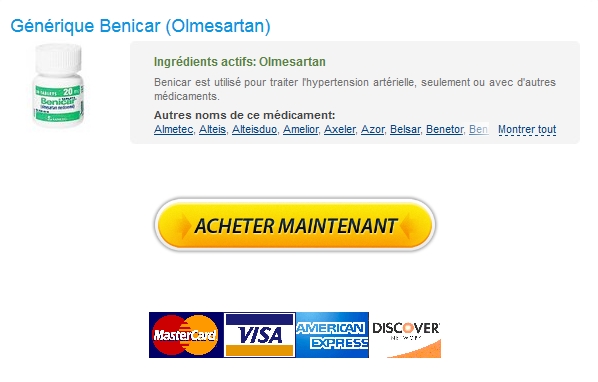 Générique Benicar (Olmesartan)
20 mg
Benicar
Ingrédients actifs: Olmesartan
Benicar est utilisé pour traiter l'hypertension artérielle, seulement ou avec d'autres
médicaments.
Autres noms de ce médicament:
Almetec, Alteis, Alteisduo, Amelior, Axeler, Azor, Belsar, Benetor, Ben Montrer tout
ACHETER MAINTENANT
MasterCard VISA AMERICAN EXPRESS DISCOVER NETWORK